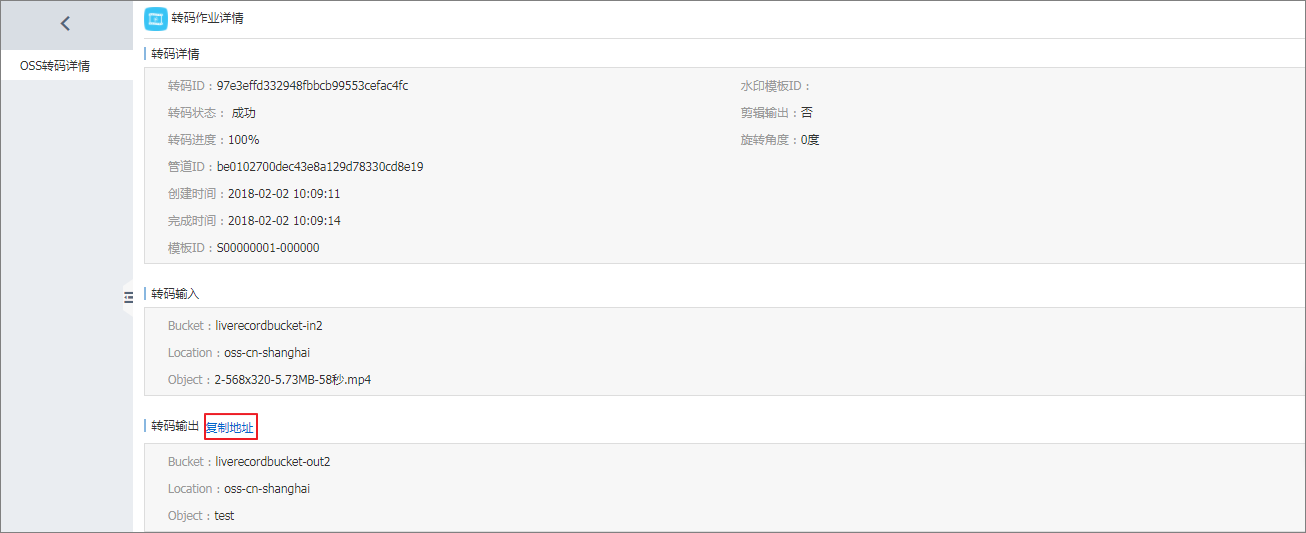 转码作业详情
OSS转码详情
转码详情
转码ID：97e3effd332948fbbcb99553cefac4fc
水印模板ID：
转码状态： 成功
剪辑输出：否
转码进度：100%
旋转角度：0度
管道ID：be0102700dec43e8a129d78330cd8e19
创建时间：2018-02-02 10:09:11
完成时间：2018-02-02 10:09:14
模板ID：S00000001-000000
转码输入
Bucket：liverecordbucket-in2
Location：oss-cn-shanghai
Object：2-568x320-5.73MB-58秒.mp4
转码输出 复制地址
Bucket：liverecordbucket-out2
Location：oss-cn-shanghai
Object：test